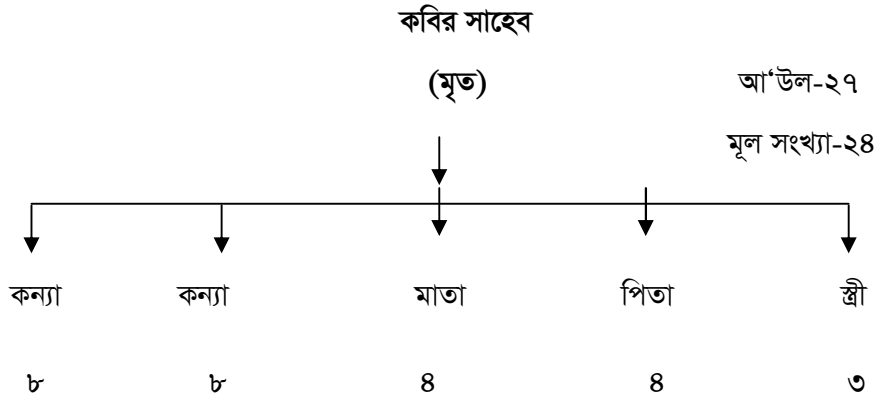 কবির সাহেব
(মৃত) আ‘উল-২৭
মূল সংখ্যা-২৪
কন্যা কন্যা মাতা পিতা স্ত্রী
৮ ৮ ৪ ৪ ৩